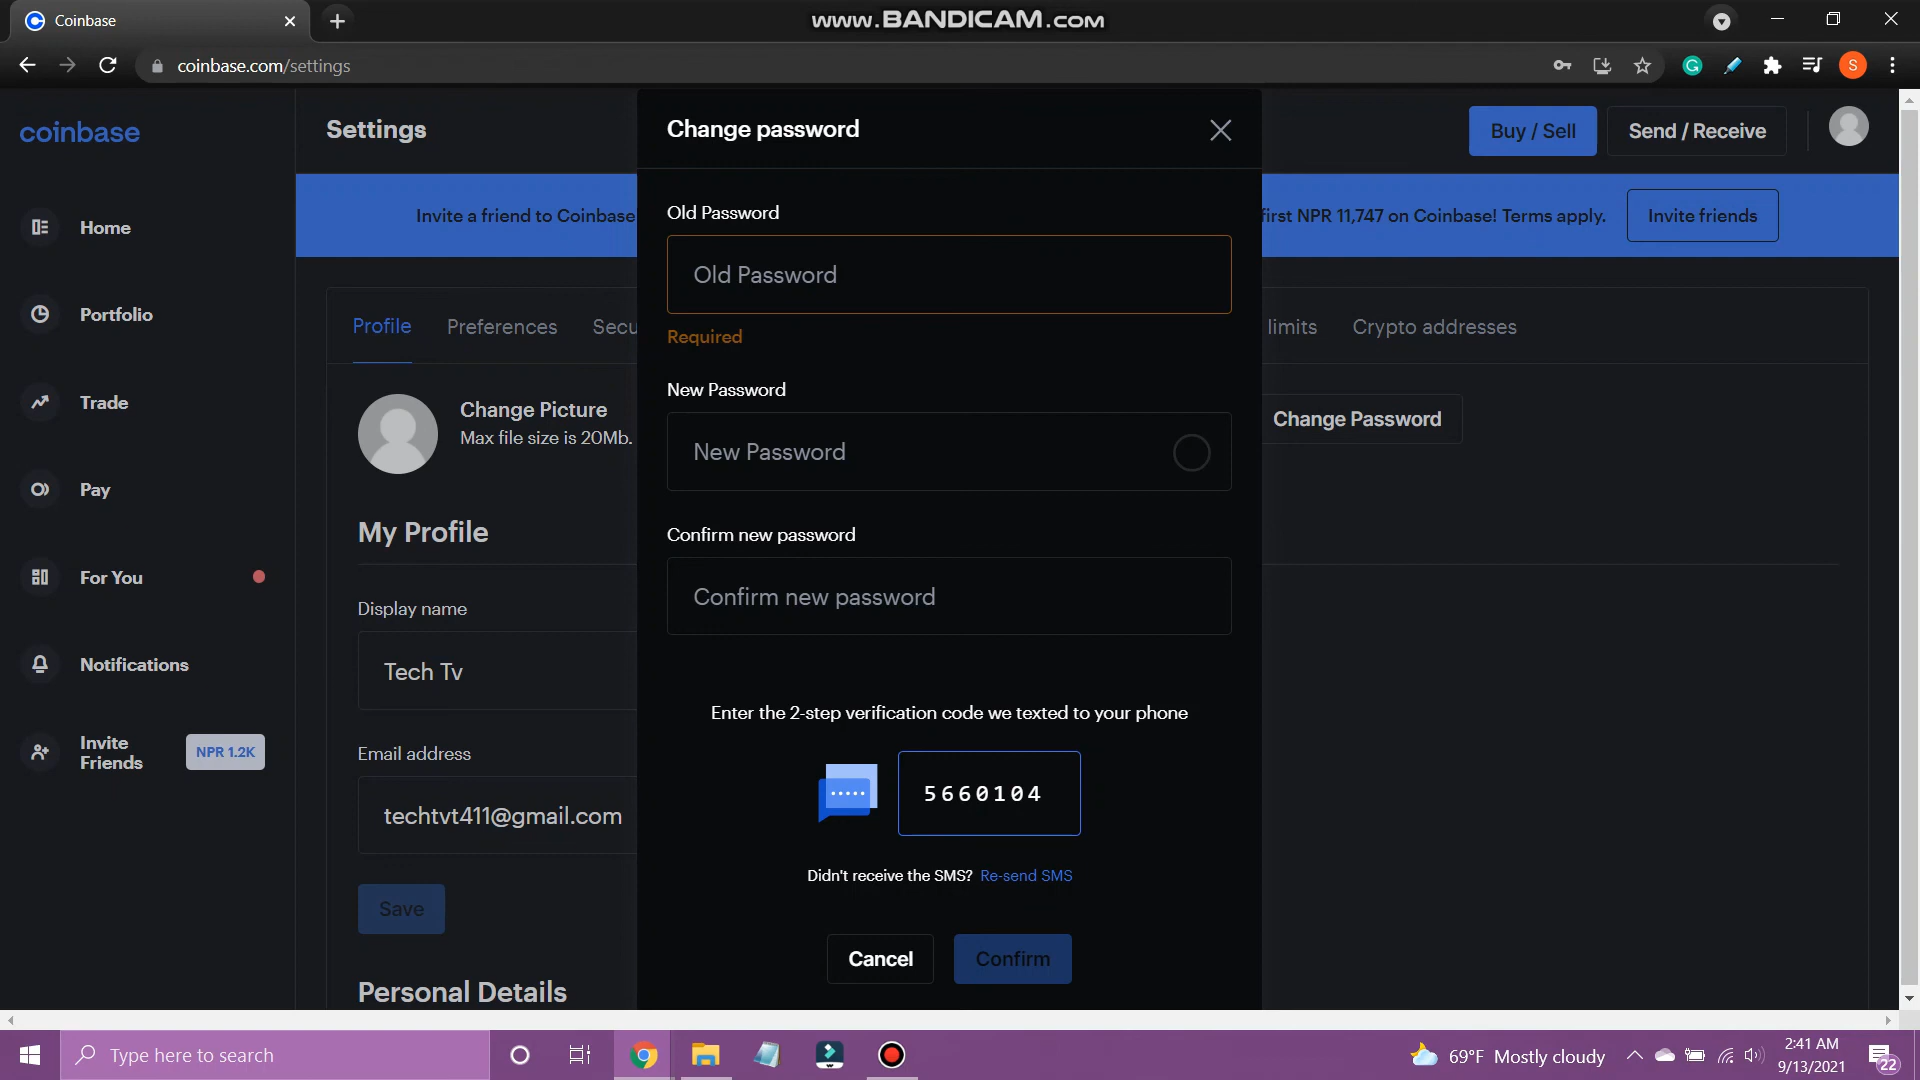 Coinbase
www.BANDICAM.com
coinbase.com/settings
S
coinbase
Settings
Change password
Buy / Sell
Send / Receive
Invite a friend to Coinbase
first NPR 11,747 on Coinbase! Terms apply.
Invite friends
Home
Portfolio
Trade
Pay
For You
Notifications
Invite
Friends
NPR 1.2K
Profile
Preferences
Secu
limits
Crypto addresses
Change Picture
Max file size is 20Mb.
Change Password
My Profile
Display name
Tech Tv
Email address
techtvt411@gmail.com
Save
Personal Details
Old Password
Old Password
Required
New Password
New Password
Confirm new password
Confirm new password
Enter the 2-step verification code we texted to your phone
5660104
Didn't receive the SMS? Re-send SMS
Cancel
Confirm
Type here to search
69°F Mostly cloudy
2:41 AM
9/13/2021
22